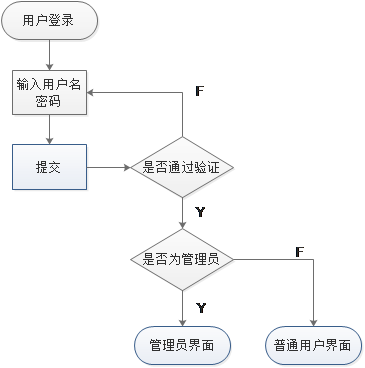 用户登录
输入用户名
密码
F
提交
是否通过验证
Y
是否为管理员
F
Y
管理员界面
普通用户界面